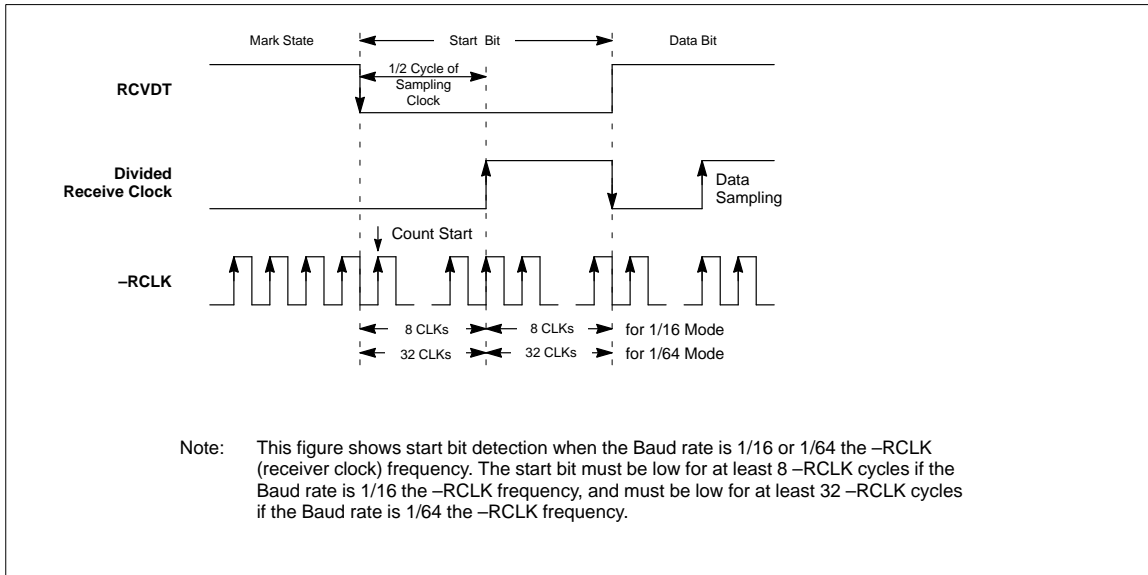 Mark State
Start Bit
Data Bit
1/2 Cycle of
Sampling
Clock
RCVDT
Divided
Receive Clock
Data
Sampling
Count Start
–RCLK
8 CLKs
8 CLKs
for 1/16 Mode
32 CLKs
32 CLKs
for 1/64 Mode
Note: This figure shows start bit detection when the Baud rate is 1/16 or 1/64 the –RCLK
(receiver clock) frequency. The start bit must be low for at least 8 –RCLK cycles if the
Baud rate is 1/16 the –RCLK frequency, and must be low for at least 32 –RCLK cycles
if the Baud rate is 1/64 the –RCLK frequency.